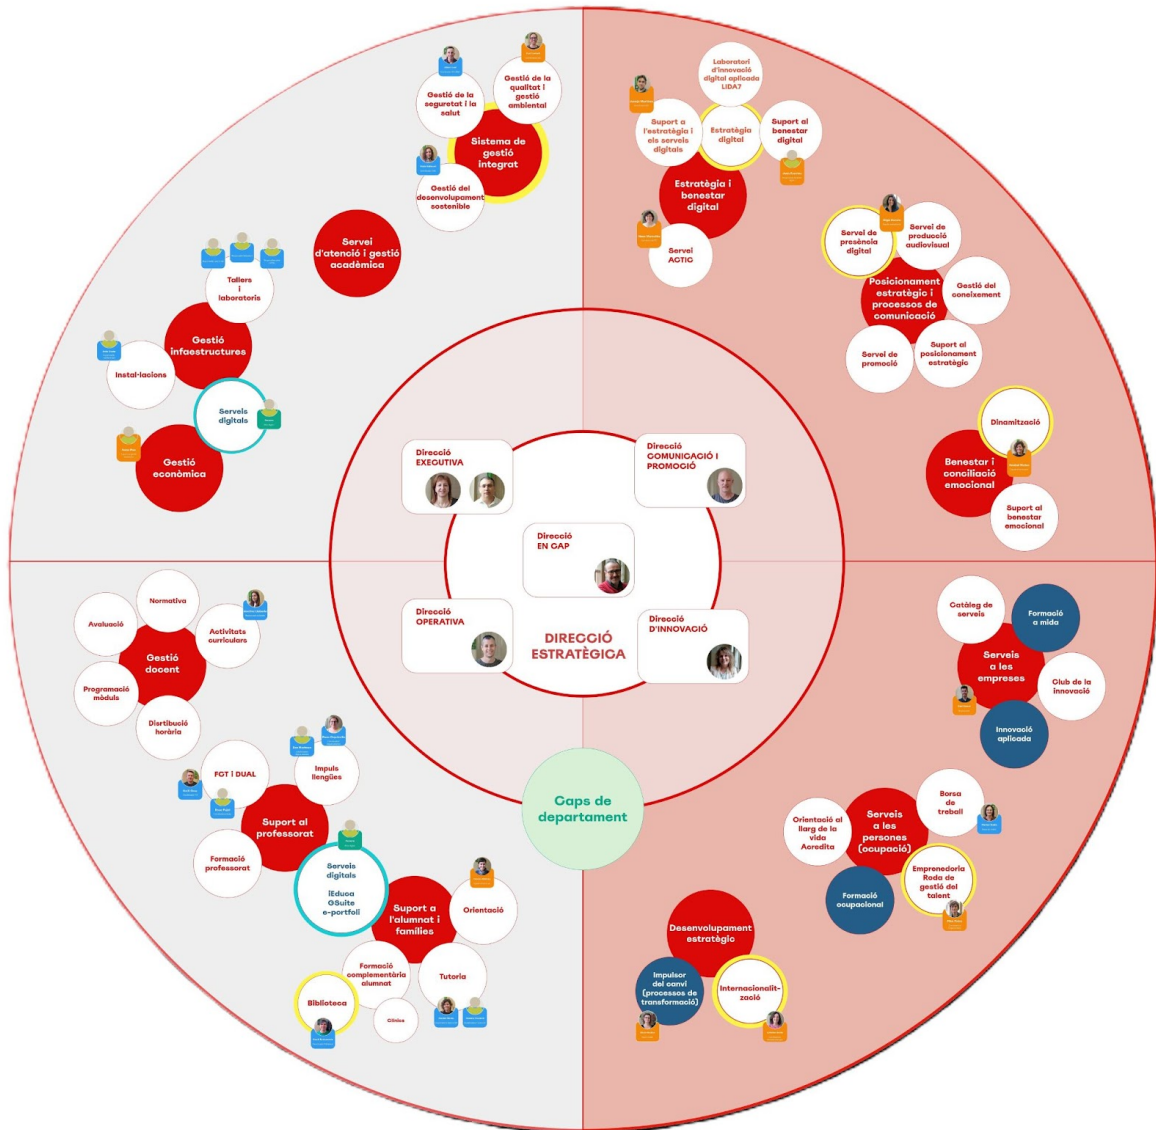 Gestió de la
seguretat i la
salut
Gestió de la
qualitat i
gestió
ambiental
Sistema de
gestió
integrat
Gestió del
desenvolupament
sostenible
Servei
d'atenció i gestió
acadèmica
Tallers
i
laboratoris
Gestió
infaestructures
Instal·lacions
Serveis
digitals
Gestió
econòmica
Laboratori
d'innovació
digital aplicada
LIDA7
Suport a
l'estratègia i
els serveis
digitals
Estratègia
digital
Suport al
benestar
digital
Estratègia i
benestar
digital
Servei
ACTIC
Servei de
presència
digital
Servei de
producció
audiovisual
Posicionament
estratègic i
processos de
comunicació
Gestió del
coneixement
Servei de
promoció
Suport al
posicionament
estratègic
Dinamització
Benestar i
conciliació
emocional
Suport al
benestar
emocional
Direcció
EXECUTIVA
Direcció
COMUNICACIÓ I
PROMOCIÓ
Direcció
EN CAP
Direcció
OPERATIVA
DIRECCIÓ
ESTRATÈGICA
Direcció
D'INNOVACIÓ
Caps de
departament
Normativa
Avaluació
Activitats
curriculars
Gestió
docent
Programació
mòduls
Disrtibució
horària
FCT i DUAL
Impuls
llengües
Suport al
professorat
Formació
professorat
Serveis
digitals
iEduca
GSuite
e-portfoli
Suport a
l'alumnat i
famílies
Orientació
Formació
complementària
alumnat
Tutoria
Biblioteca
Catàleg de
serveis
Formació
a mida
Serveis
a les
empreses
Club de la
innovació
Innovació
aplicada
Borsa
de
treball
Orientació al
llarg de la
vida
Acredita
Serveis
a les
persones
(ocupació)
Formació
ocupacional
Emprenedoria
Roda de
gestió del
talent
Desenvolupament
estratègic
Impulsor
del canvi
(processos de
transformació)
Internacionalit-
zació